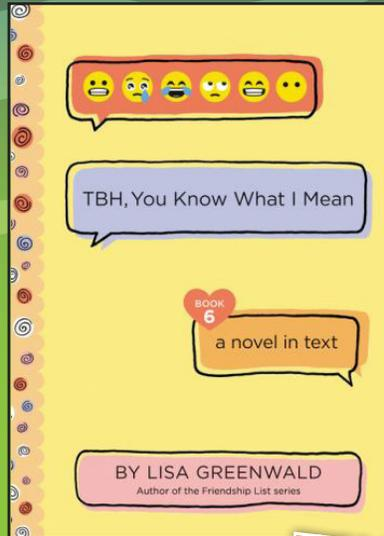 TBH, You Know What I Mean
BOOK
6
a novel in text
BY LISA GREENWALD
Author of the Friendship List series